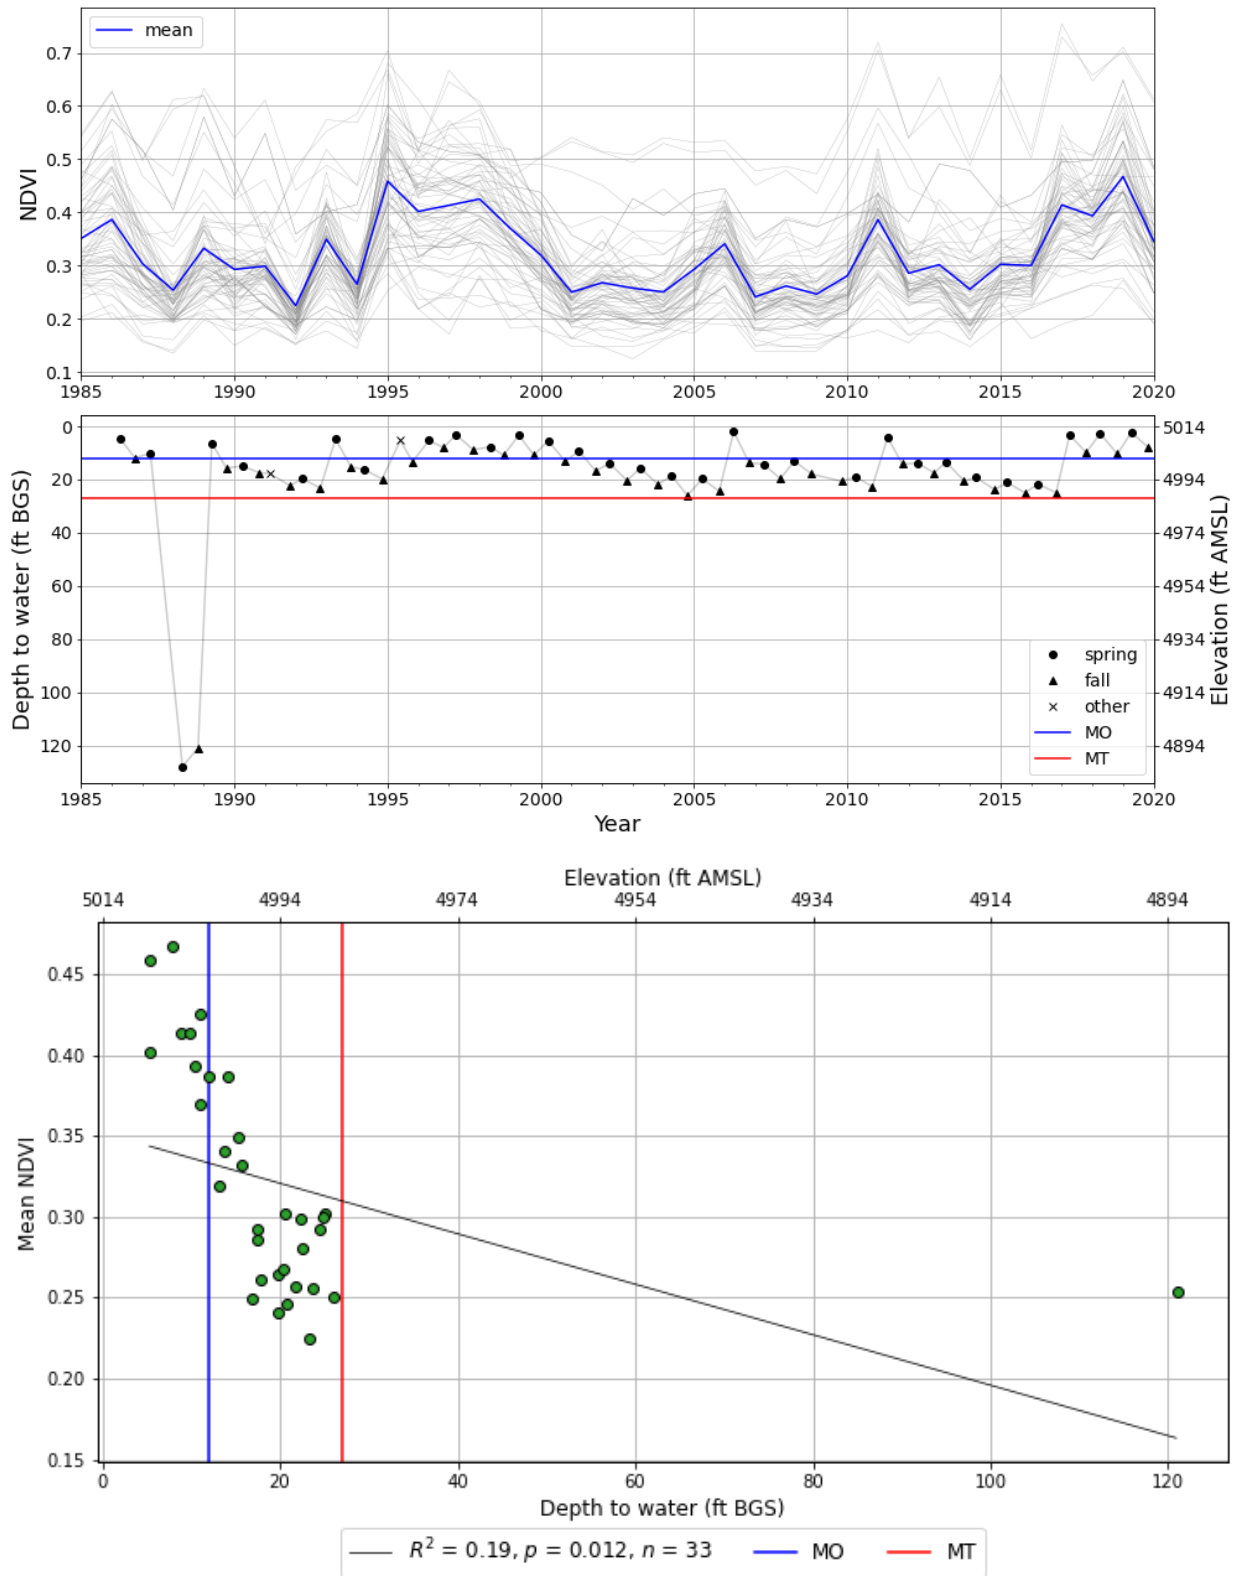 mean
NDVI
0.7
0.6
0.5
0.4
0.3
0.2
0.1
1985 1990 1995 2000 2005 2010 2015 2020
Depth to water (ft BGS)
0
20
40
60
80
100
120
5014
4994
4974
4954
4934
4914
4894
Elevation (ft AMSL)
spring
fall
other
MO
MT
1985 1990 1995 2000 2005 2010 2015 2020
Year
Elevation (ft AMSL)
5014 4994 4974 4954 4934 4914 4894
Mean NDVI
0.45
0.40
0.35
0.30
0.25
0.20
0.15
0 20 40 60 80 100 120
Depth to water (ft BGS)
R² = 0.19, p = 0.012, n = 33 MO MT